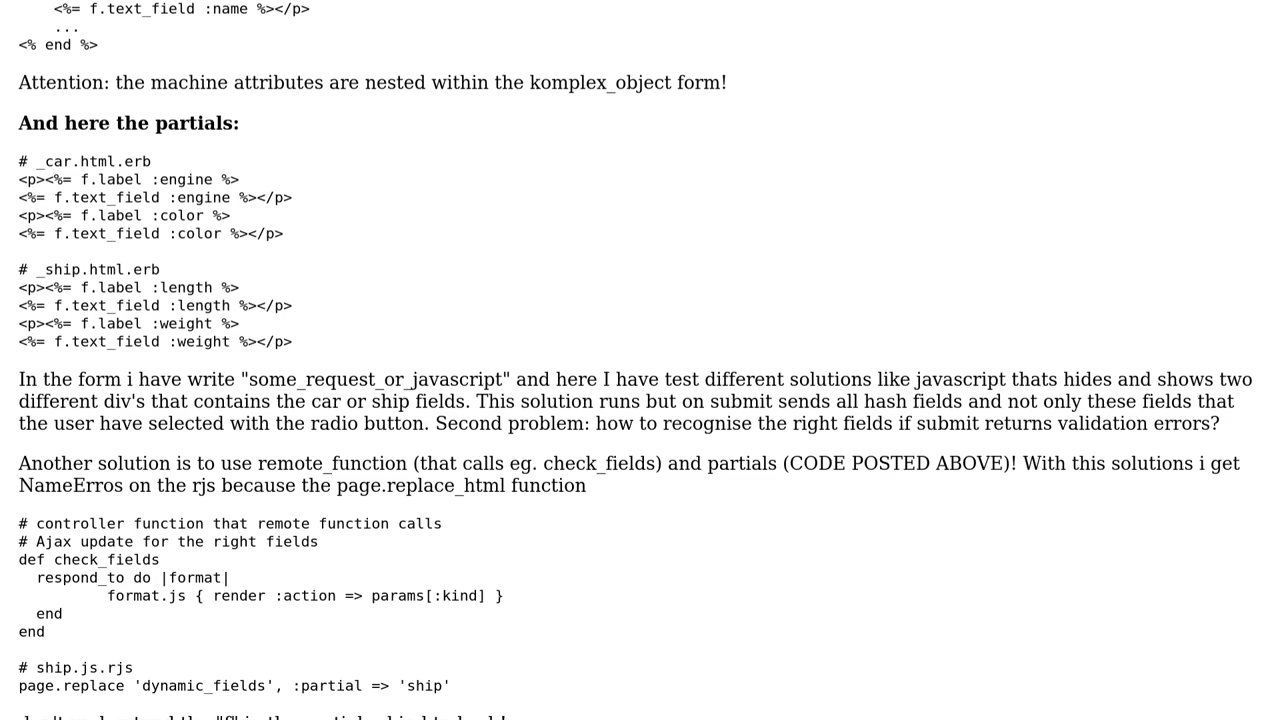 <%= f.text_field :name %></p>
...
<% end %>
Attention: the machine attributes are nested within the komplex_object form!
And here the partials:
# _car.html.erb
<p><%= f.label :engine %>
<%= f.text_field :engine %></p>
<p><%= f.label :color %>
<%= f.text_field :color %></p>
# _ship.html.erb
<p><%= f.label :length %>
<%= f.text_field :length %></p>
<p><%= f.label :weight %>
<%= f.text_field :weight %></p>
In the form i have write "some_request_or_javascript" and here I have test different solutions like javascript thats hides and shows two
different div's that contains the car or ship fields. This solution runs but on submit sends all hash fields and not only these fields that
the user have selected with the radio button. Second problem: how to recognise the right fields if submit returns validation errors?
Another solution is to use remote_function (that calls eg. check_fields) and partials (CODE POSTED ABOVE)! With this solutions i get
NameErros on the rjs because the page.replace_html function
# controller function that remote function calls
# Ajax update for the right fields
def check_fields
respond_to do |format|
format.js { render :action => params[:kind] }
end
end
# ship.js.rjs
page.replace 'dynamic_fields', :partial => 'ship'